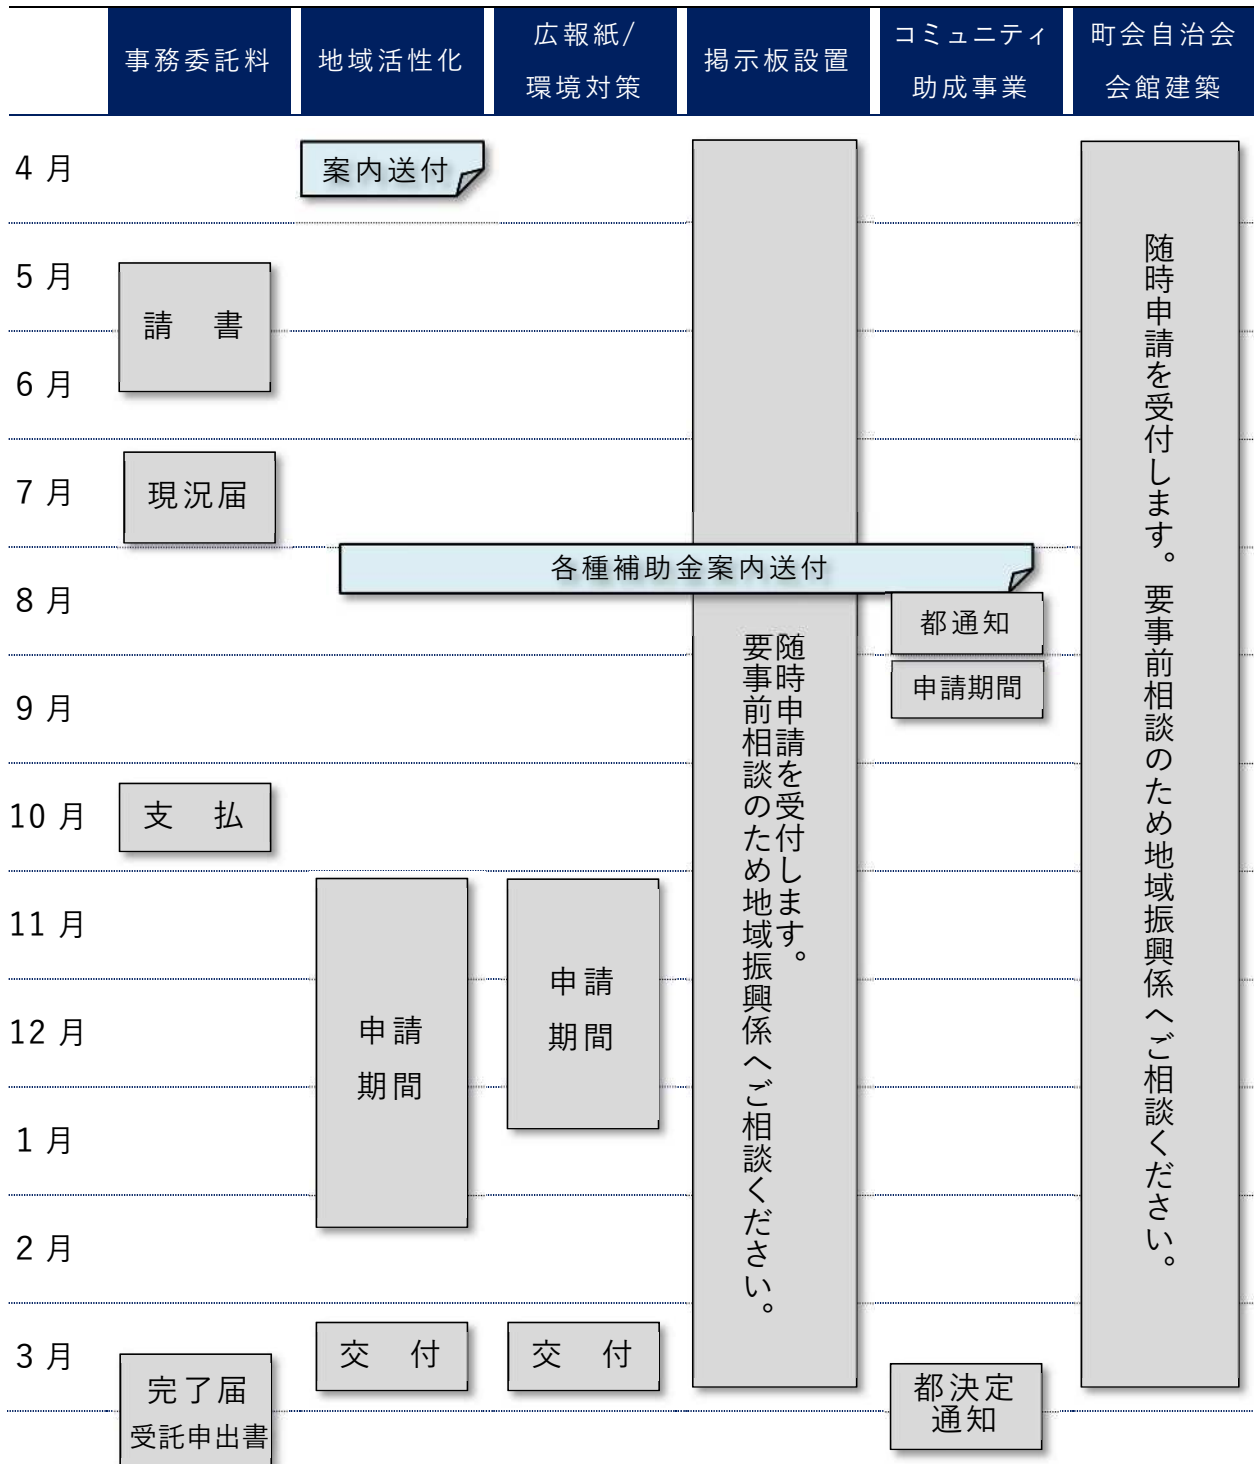 事務委託料
地域活性化
広報紙/
環境対策
掲示板設置
コミュニティ
助成事業
町会自治会
会館建築
4 月
案内送付
5 月
請　書
6 月
7 月
現況届
各種補助金案内送付
8 月
都通知
申請期間
9 月
10 月
支　払
11 月
申請
期間
12 月
申請
期間
1 月
2 月
3 月
交　付
交　付
完了届
受託申出書
都決定
通知
随時申請を受付します。
要事前相談のため地域振興係へご相談ください。
随時申請を受付します。要事前相談のため地域振興係へご相談ください。